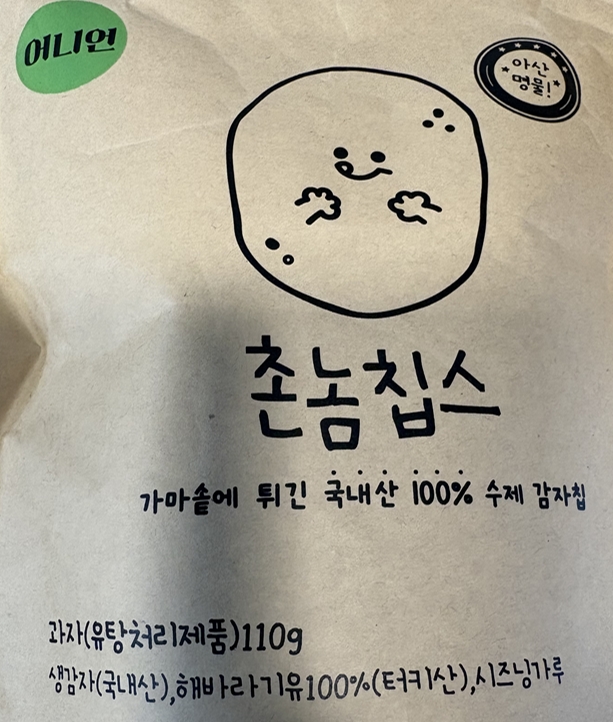 어니언
아산
명물!
촌놈칩스
가마솥에 튀긴 국내산 100% 수제 감자칩
과자(유탕처리제품)110g
생감자(국내산),해바라기유100%(터키산),시즈닝가루